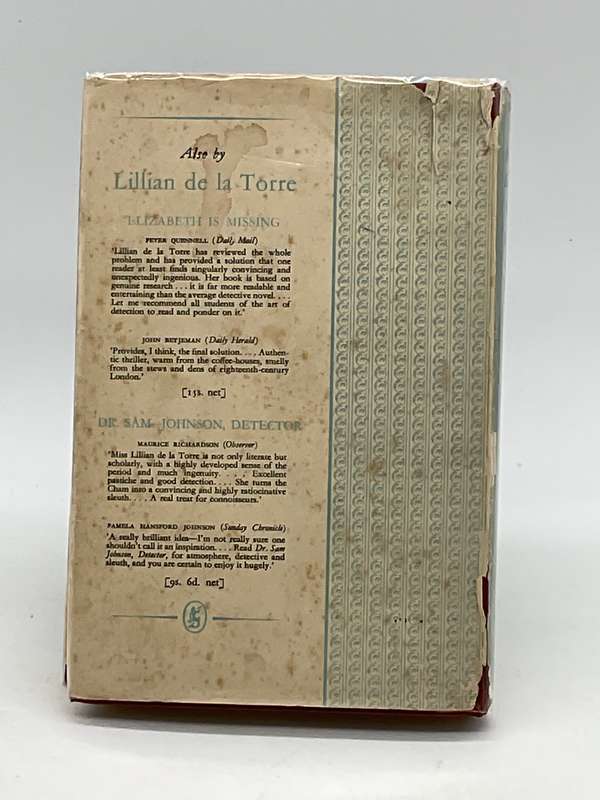 Also by
Lillian de la Torre
ELIZABETH IS MISSING
PETER QUENNELL (Daily Mail)
'Lillian de la Torre has reviewed the whole
problem and has provided a solution that one
reader at least finds singularly convincing and
unexpectedly ingenious. Her book is based on
genuine research . . . it is far more readable and
entertaining than the average detective novel. . . .
Let me recommend all students of the art of
detection to read and ponder on it.'
JOHN BETJEMAN (Daily Herald)
'Provides, I think, the final solution. . . . Authen-
tic thriller, warm from the coffee-houses, smelly
from the stews and dens of eighteenth-century
London.'
[15s. net]
DR. SAM: JOHNSON, DETECTOR
MAURICE RICHARDSON (Observer)
'Miss Lillian de la Torre is not only literate but
scholarly, with a highly developed sense of the
period and much ingenuity. . . . . Excellent
pastiche and good detection. . . . She turns the
Cham into a convincing and highly ratiocinative
sleuth. . . . A real treat for connoisseurs.'
PAMELA HANSFORD JOHNSON (Sunday Chronicle)
'A really brilliant idea—I'm not really sure one
shouldn't call it an inspiration. . . . Read Dr. Sam
Johnson, Detector, for atmosphere, detective and
sleuth, and you are certain to enjoy it hugely.'
[9s. 6d. net]